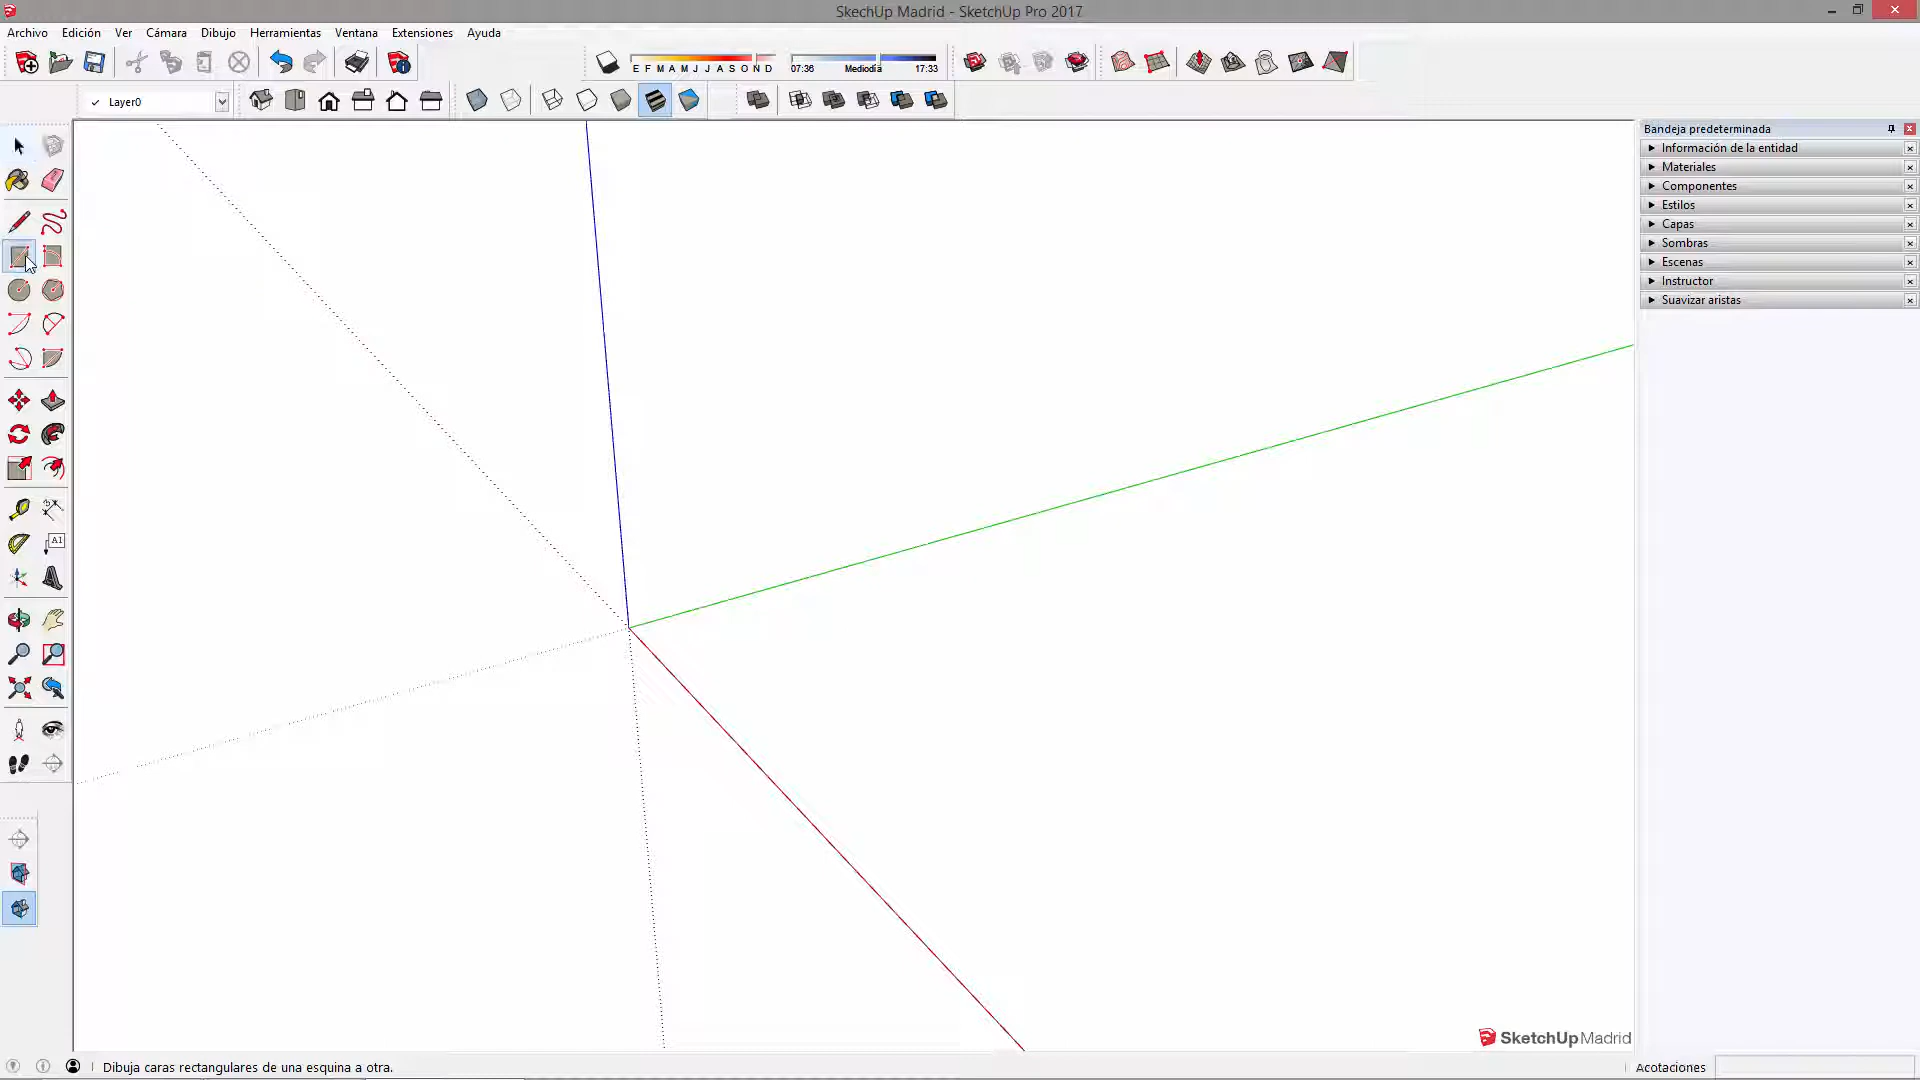 SkechUp Madrid - SketchUp Pro 2017
Archivo Edición Ver Cámara Dibujo Herramientas Ventana Extensiones Ayuda
E F M A M J J A S O N D
07:36 Mediodía 17:33
Layer0
Bandeja predeterminada
Información de la entidad
Materiales
Componentes
Estilos
Capas
Sombras
Escenas
Instructor
Suavizar aristas
A1
SketchUp Madrid
Dibuja caras rectangulares de una esquina a otra.
Acotaciones